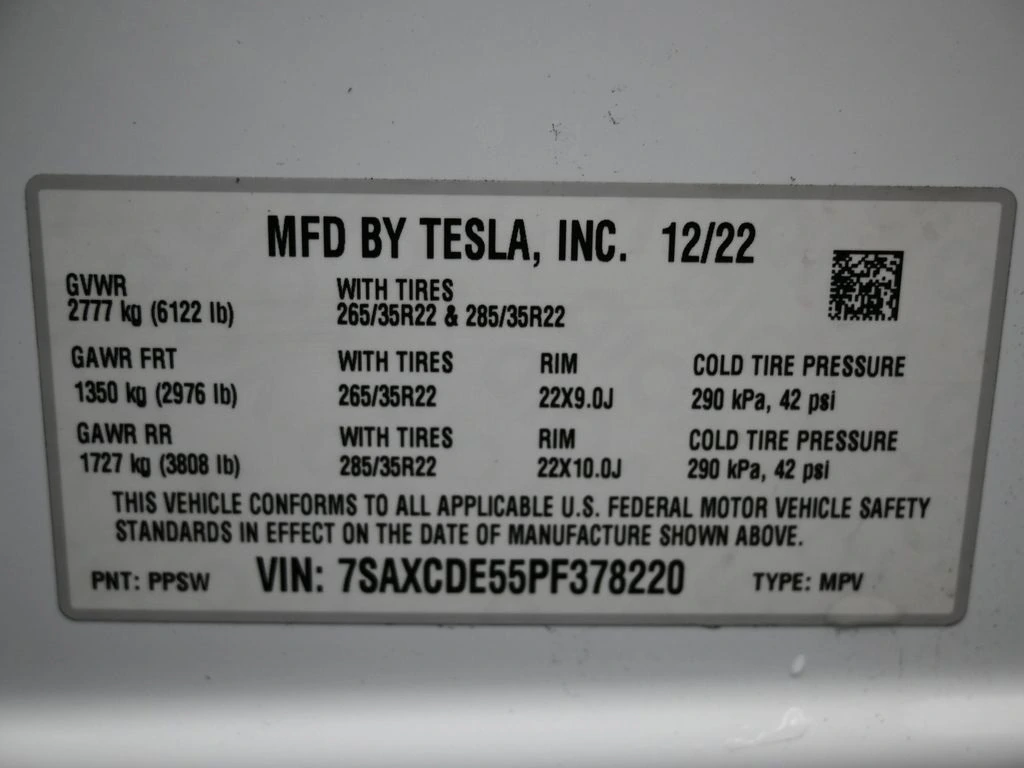 MFD BY TESLA, INC. 12/22
GVWR WITH TIRES
2777 kg (6122 lb) 265/35R22 & 285/35R22
GAWR FRT WITH TIRES RIM COLD TIRE PRESSURE
1350 kg (2976 lb) 265/35R22 22X9.0J 290 kPa, 42 psi
GAWR RR WITH TIRES RIM COLD TIRE PRESSURE
1727 kg (3808 lb) 285/35R22 22X10.0J 290 kPa, 42 psi
THIS VEHICLE CONFORMS TO ALL APPLICABLE U.S. FEDERAL MOTOR VEHICLE SAFETY
STANDARDS IN EFFECT ON THE DATE OF MANUFACTURE SHOWN ABOVE.
PNT: PPSW VIN: 7SAXCDE55PF378220 TYPE: MPV